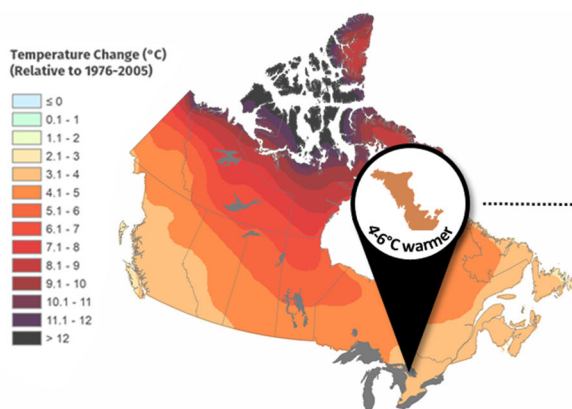 Temperature Change (°C)
(Relative to 1976-2005)
≤ 0
0.1 - 1
1.1 - 2
2.1 - 3
3.1 - 4
4.1 - 5
5.1 - 6
6.1 - 7
7.1 - 8
8.1 - 9
9.1 - 10
10.1 - 11
11.1 - 12
> 12
4-6°C warmer